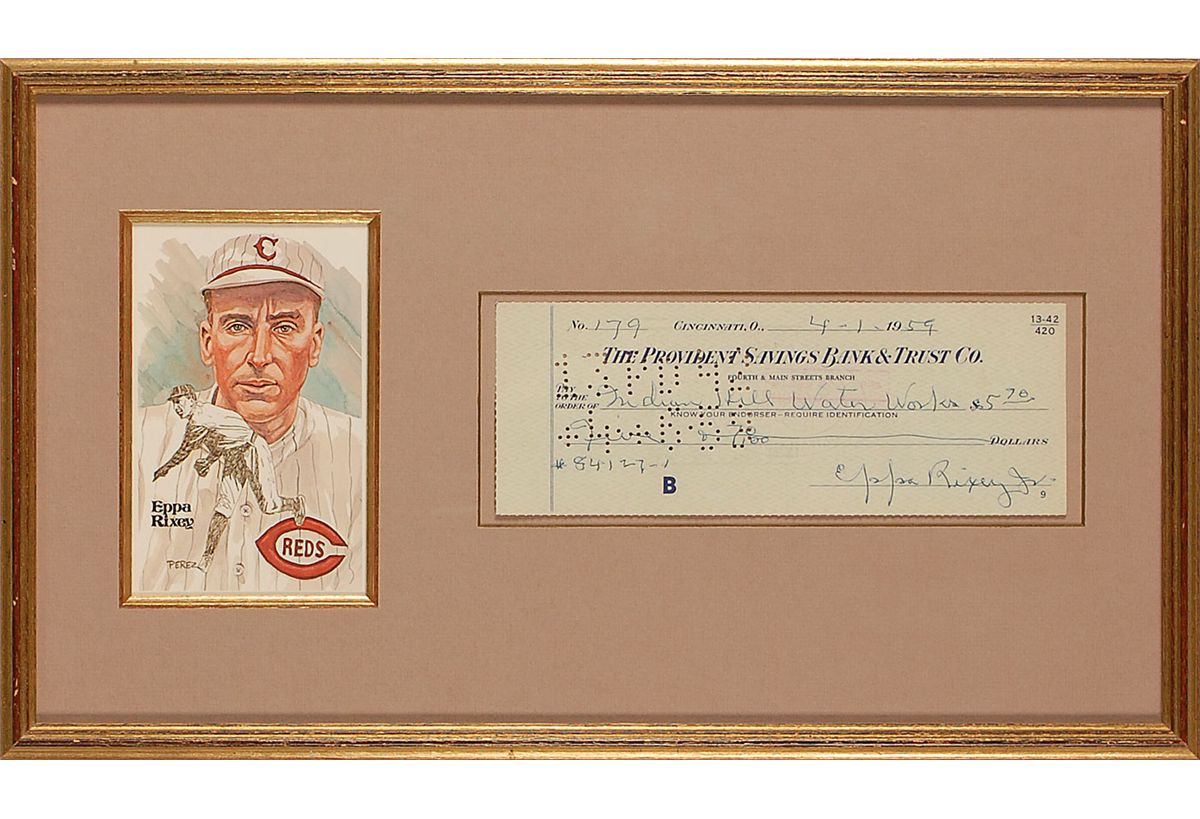 C
Eppa
Rixey
PEREZ
REDS
No. 179 CINCINNATI, O., 4-1-1959 13-42
420
THE PROVIDENT SAVINGS BANK & TRUST CO.
FOURTH & MAIN STREETS BRANCH
PAY
TO THE
ORDER OF Indian Hill Water Works $5 78
KNOW YOUR ENDORSER - REQUIRE IDENTIFICATION
Five & DOLLARS
# 84127-1
B
Eppa Rixey Jr.
9